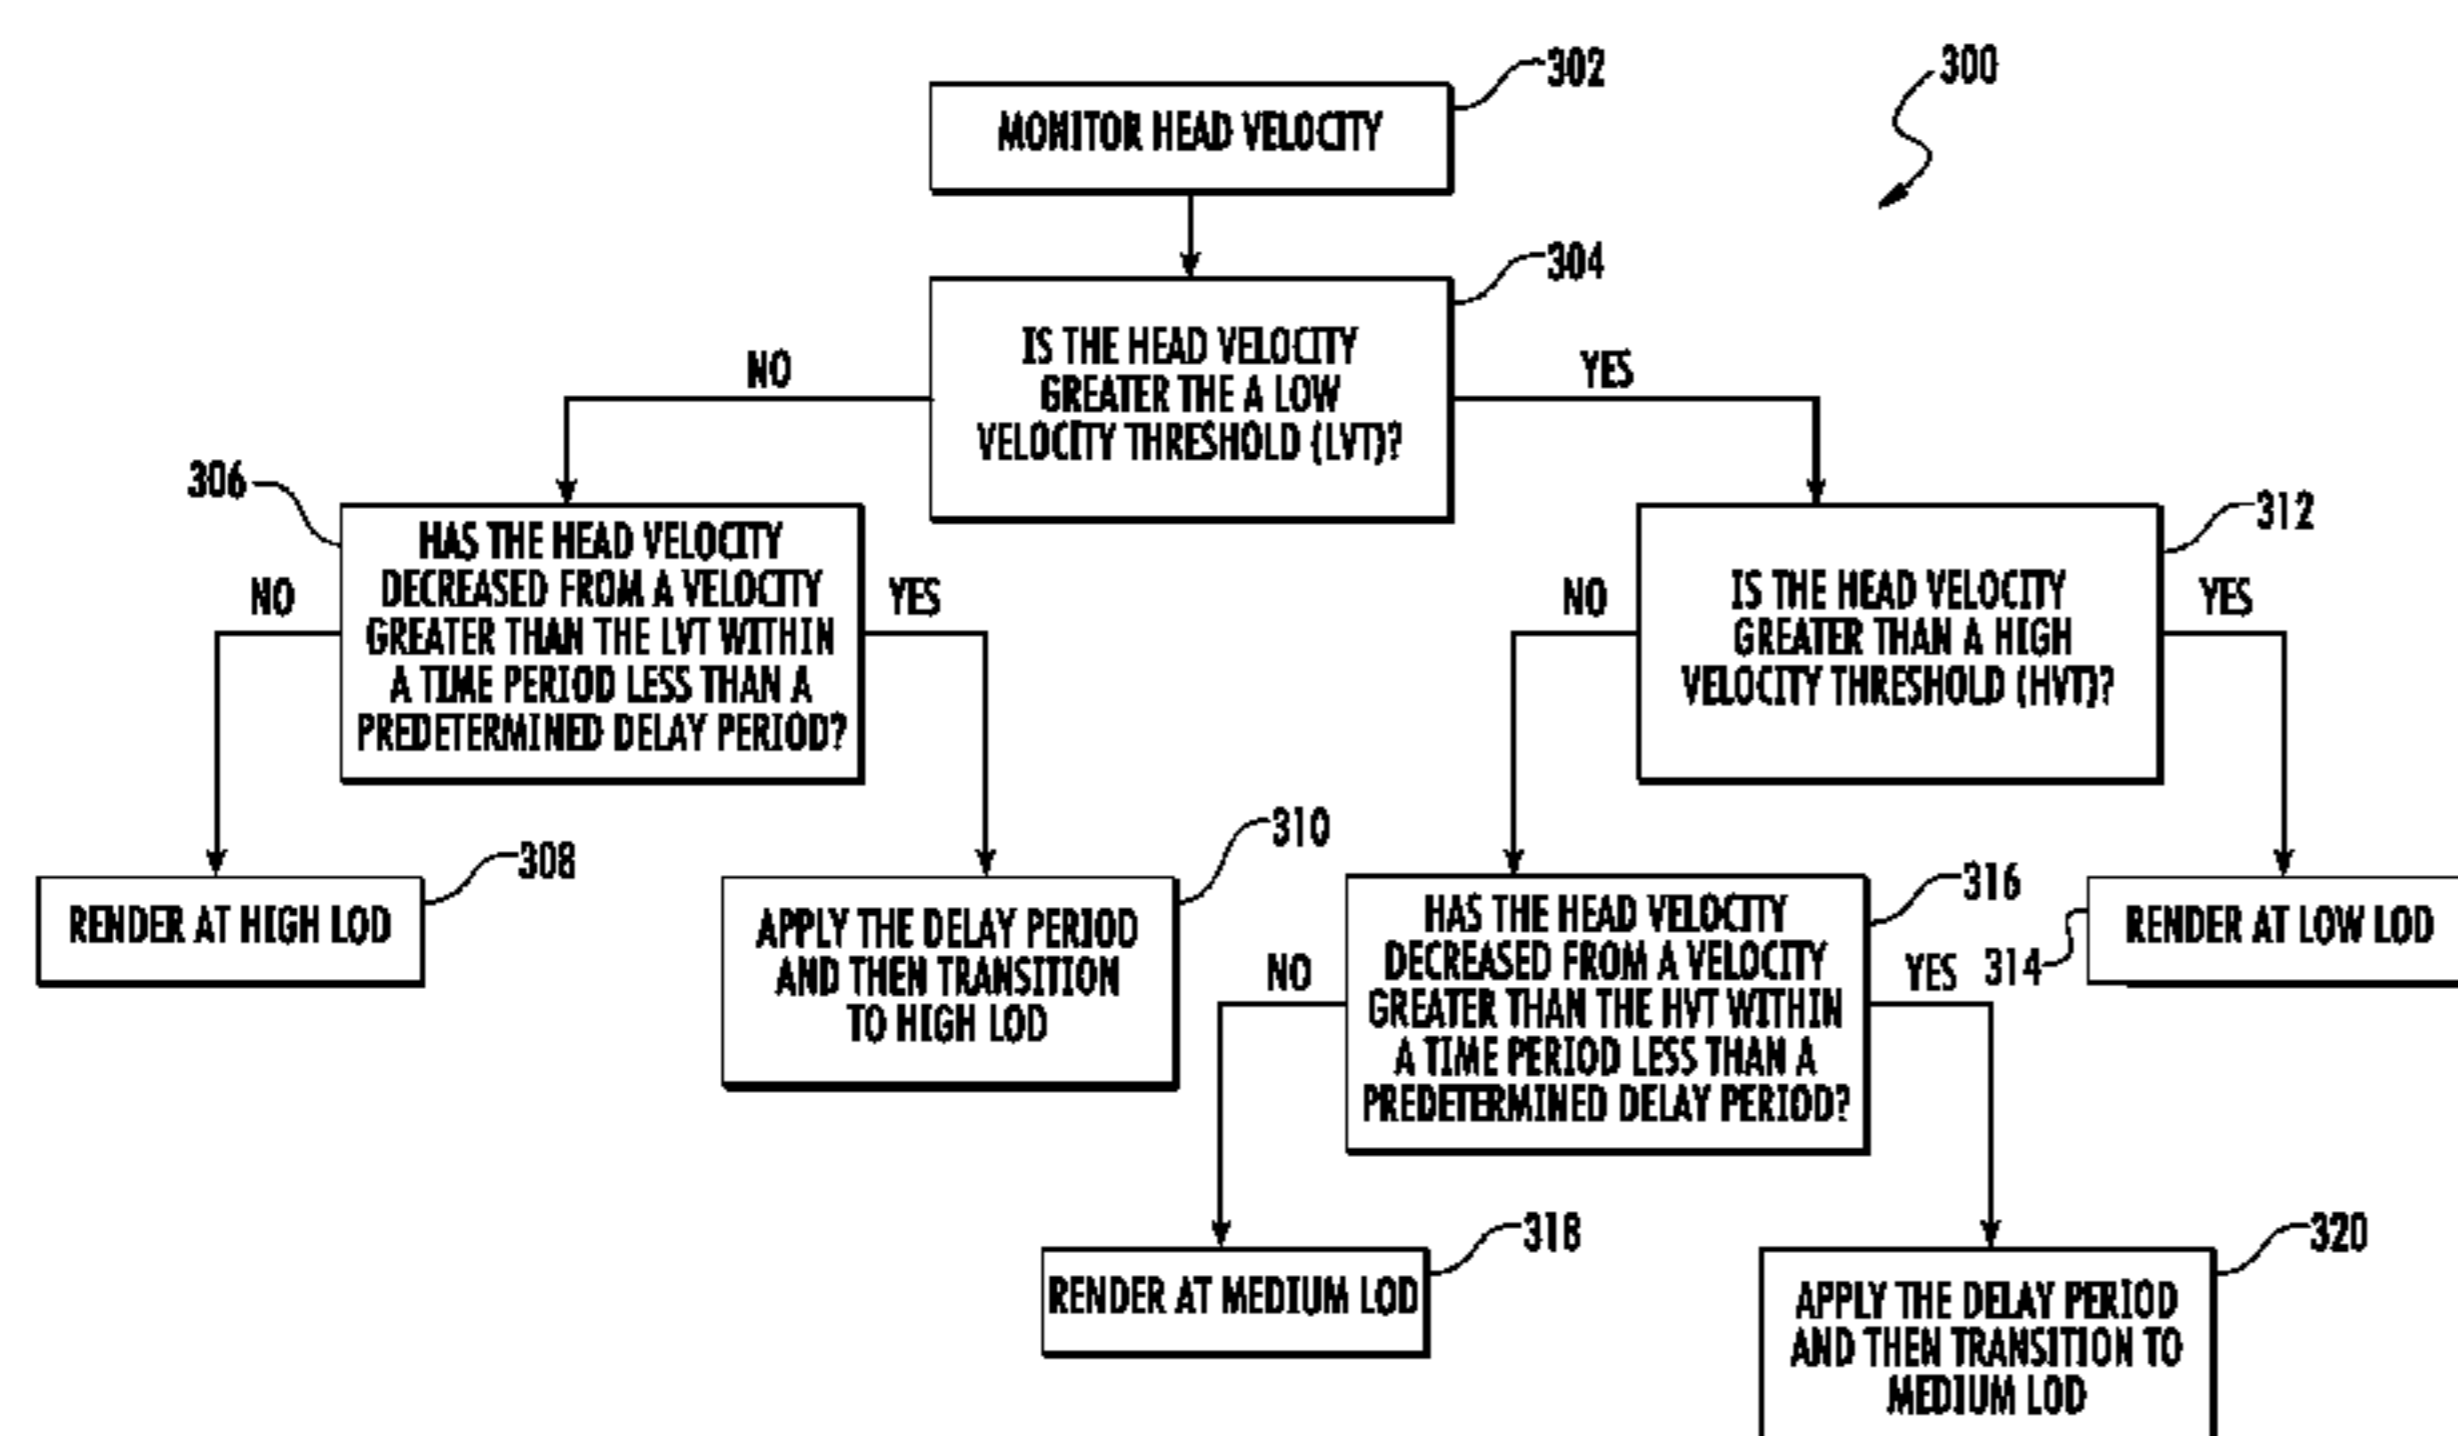 302
300
MONITOR HEAD VELOCITY
304
IS THE HEAD VELOCITY
GREATER THE A LOW
VELOCITY THRESHOLD (LVT)?
NO
YES
306
HAS THE HEAD VELOCITY
DECREASED FROM A VELOCITY
GREATER THAN THE LVT WITHIN
A TIME PERIOD LESS THAN A
PREDETERMINED DELAY PERIOD?
NO
YES
312
IS THE HEAD VELOCITY
GREATER THAN A HIGH
VELOCITY THRESHOLD (HVT)?
NO
YES
308
RENDER AT HIGH LOD
310
APPLY THE DELAY PERIOD
AND THEN TRANSITION
TO HIGH LOD
316
HAS THE HEAD VELOCITY
DECREASED FROM A VELOCITY
GREATER THAN THE HVT WITHIN
A TIME PERIOD LESS THAN A
PREDETERMINED DELAY PERIOD?
NO
YES
314
RENDER AT LOW LOD
318
RENDER AT MEDIUM LOD
320
APPLY THE DELAY PERIOD
AND THEN TRANSITION TO
MEDIUM LOD